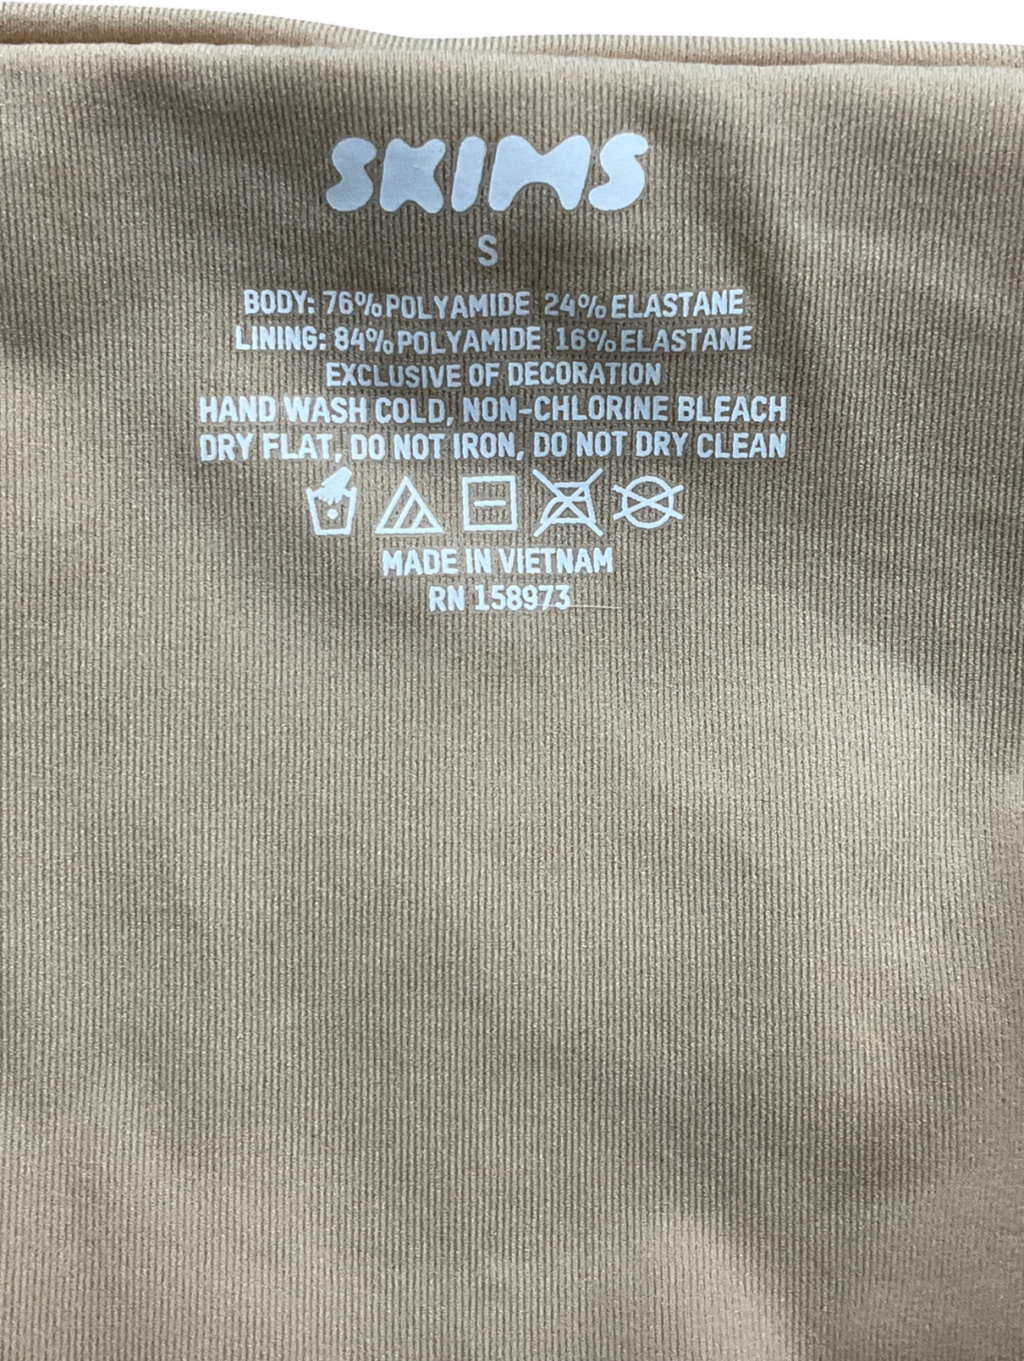 SKIMS
S
BODY: 76% POLYAMIDE 24% ELASTANE
LINING: 84% POLYAMIDE 16% ELASTANE
EXCLUSIVE OF DECORATION
HAND WASH COLD, NON-CHLORINE BLEACH
DRY FLAT, DO NOT IRON, DO NOT DRY CLEAN
MADE IN VIETNAM
RN 158973